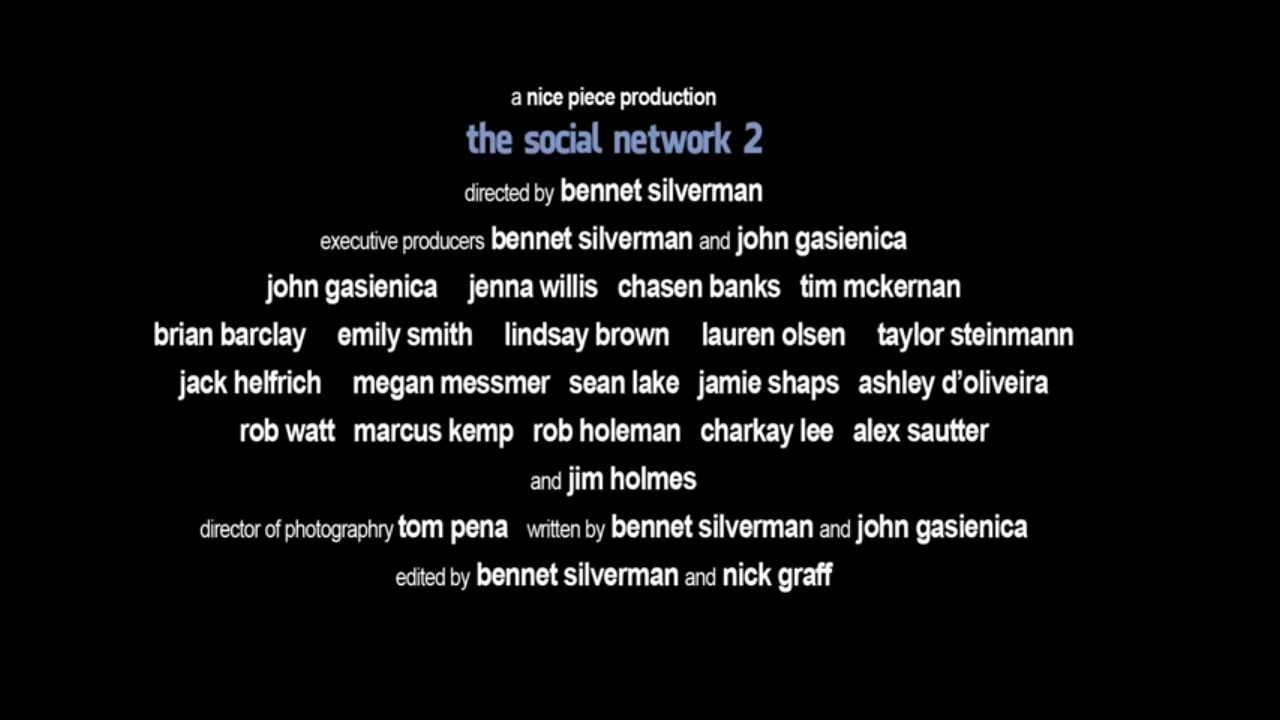 a nice piece production
the social network 2
directed by bennet silverman
executive producers bennet silverman and john gasienica
john gasienica jenna willis chasen banks tim mckernan
brian barclay emily smith lindsay brown lauren olsen taylor steinmann
jack helfrich megan messmer sean lake jamie shaps ashley d’oliveira
rob watt marcus kemp rob holeman charkay lee alex sautter
and jim holmes
director of photographry tom pena written by bennet silverman and john gasienica
edited by bennet silverman and nick graff